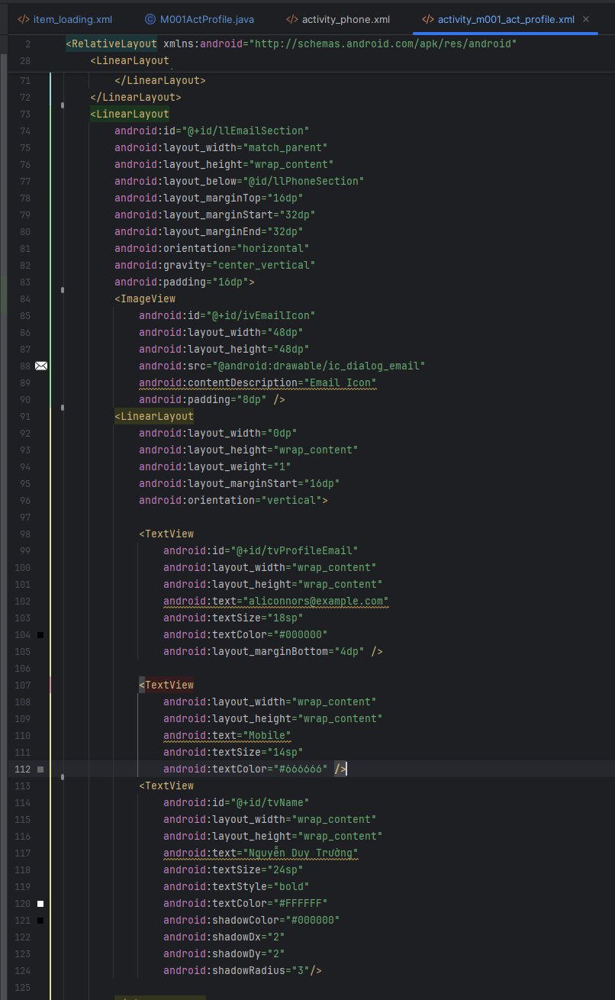 item_loading.xml M001ActProfile.java activity_phone.xml activity_m001_act_profile.xml
2 <RelativeLayout xmlns:android="http://schemas.android.com/apk/res/android"
28 <LinearLayout
71 </LinearLayout>
72 </LinearLayout>
73 <LinearLayout
74 android:id="@+id/llEmailSection"
75 android:layout_width="match_parent"
76 android:layout_height="wrap_content"
77 android:layout_below="@id/llPhoneSection"
78 android:layout_marginTop="16dp"
79 android:layout_marginStart="32dp"
80 android:layout_marginEnd="32dp"
81 android:orientation="horizontal"
82 android:gravity="center_vertical"
83 android:padding="16dp">
84 <ImageView
85 android:id="@+id/ivEmailIcon"
86 android:layout_width="48dp"
87 android:layout_height="48dp"
88 android:src="@android:drawable/ic_dialog_email"
89 android:contentDescription="Email Icon"
90 android:padding="8dp" />
91 <LinearLayout
92 android:layout_width="0dp"
93 android:layout_height="wrap_content"
94 android:layout_weight="1"
95 android:layout_marginStart="16dp"
96 android:orientation="vertical">
97
98 <TextView
99 android:id="@+id/tvProfileEmail"
100 android:layout_width="wrap_content"
101 android:layout_height="wrap_content"
102 android:text="aliconnors@example.com"
103 android:textSize="18sp"
104 android:textColor="#000000"
105 android:layout_marginBottom="4dp" />
106
107 <TextView
108 android:layout_width="wrap_content"
109 android:layout_height="wrap_content"
110 android:text="Mobile"
111 android:textSize="14sp"
112 android:textColor="#666666" />
113 <TextView
114 android:id="@+id/tvName"
115 android:layout_width="wrap_content"
116 android:layout_height="wrap_content"
117 android:text="Nguyễn Duy Trường"
118 android:textSize="24sp"
119 android:textStyle="bold"
120 android:textColor="#FFFFFF"
121 android:shadowColor="#000000"
122 android:shadowDx="2"
123 android:shadowDy="2"
124 android:shadowRadius="3"/>
125